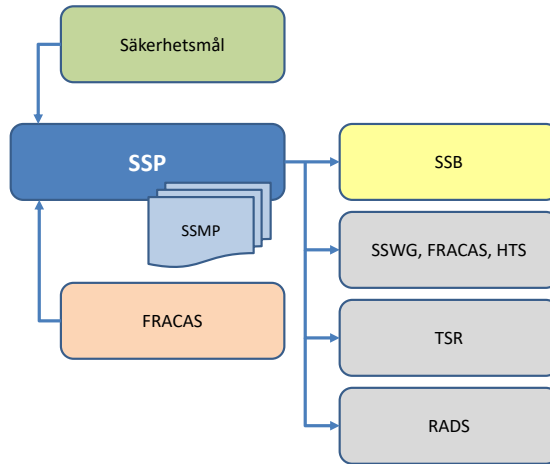 Säkerhetsmål
SSP
SSMP
FRACAS
SSB
SSWG, FRACAS, HTS
TSR
RADS